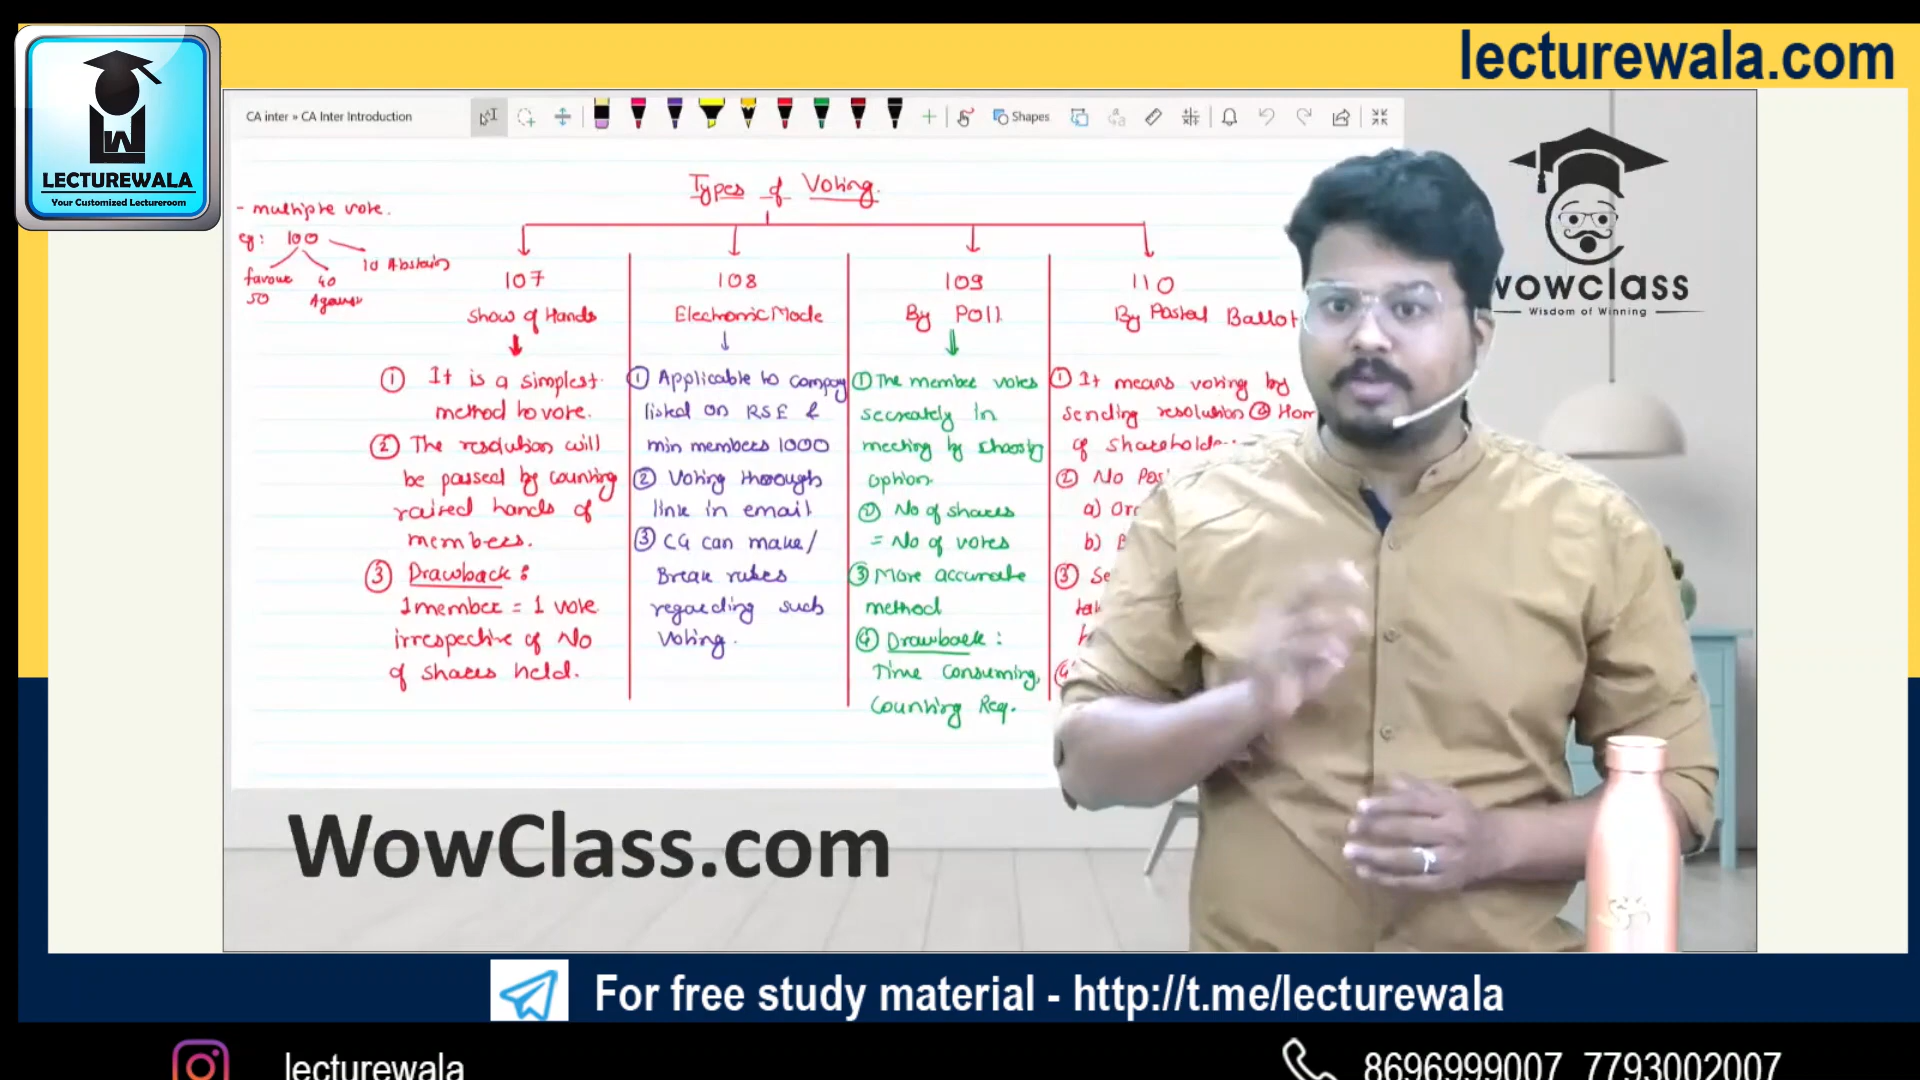 lecturewala.com
LW
LECTUREWALA
Your Customized Lectureroom
CA inter » CA Inter Introduction
Shapes
Types of Voting.
- multiple vote.
eg: 100
10 Abstain
favour 40
50 Against
107
Show of Hands
① It is a simplest
method to vote.
② The resolution will
be passed by counting
raised hands of
members.
③ Drawback :
1 member = 1 vote
irrespective of No
of shares held.
108
Electronic Mode
① Applicable to company
listed on RSE &
min members 1000
② Voting through
link in email
③ CG can make/
Break rules
regarding such
Voting.
109
By Poll
① The member votes
secreately in
meeting by choosing
option.
② No of shares
= No of votes
③ More accurate
method
④ Drawback :
Time Consuming,
Counting Req.
110
By Postal Ballot
① It means voting by
sending resolution @
of
② No
a)
b)
③
wowclass
Wisdom of Winning
WowClass.com
For free study material - http://t.me/lecturewala
lecturewala
8696999007, 7793002007